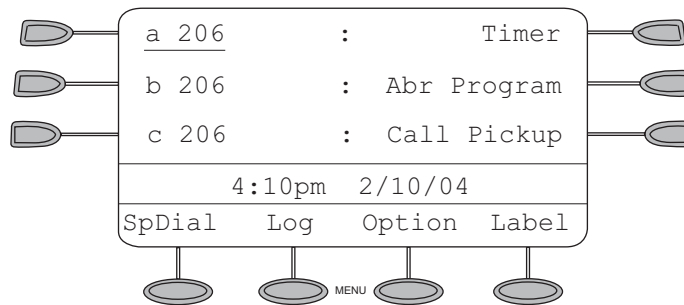 a 206 : Timer
b 206 : Abr Program
c 206 : Call Pickup
4:10pm 2/10/04
SpDial Log Option Label
MENU